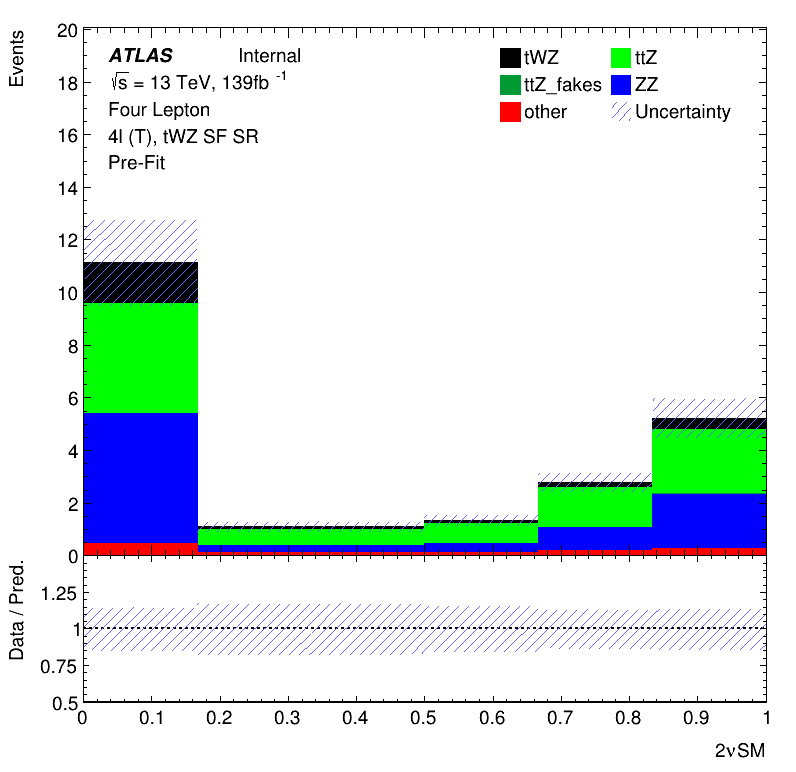 Events
20
18
16
14
12
10
8
6
4
2
0
ATLAS Internal
√s = 13 TeV, 139fb -1
Four Lepton
4l (T), tWZ SF SR
Pre-Fit
tWZ ttZ
ttZ_fakes ZZ
other Uncertainty
Data / Pred.
1.25
1
0.75
0.5
0 0.1 0.2 0.3 0.4 0.5 0.6 0.7 0.8 0.9 1
2νSM